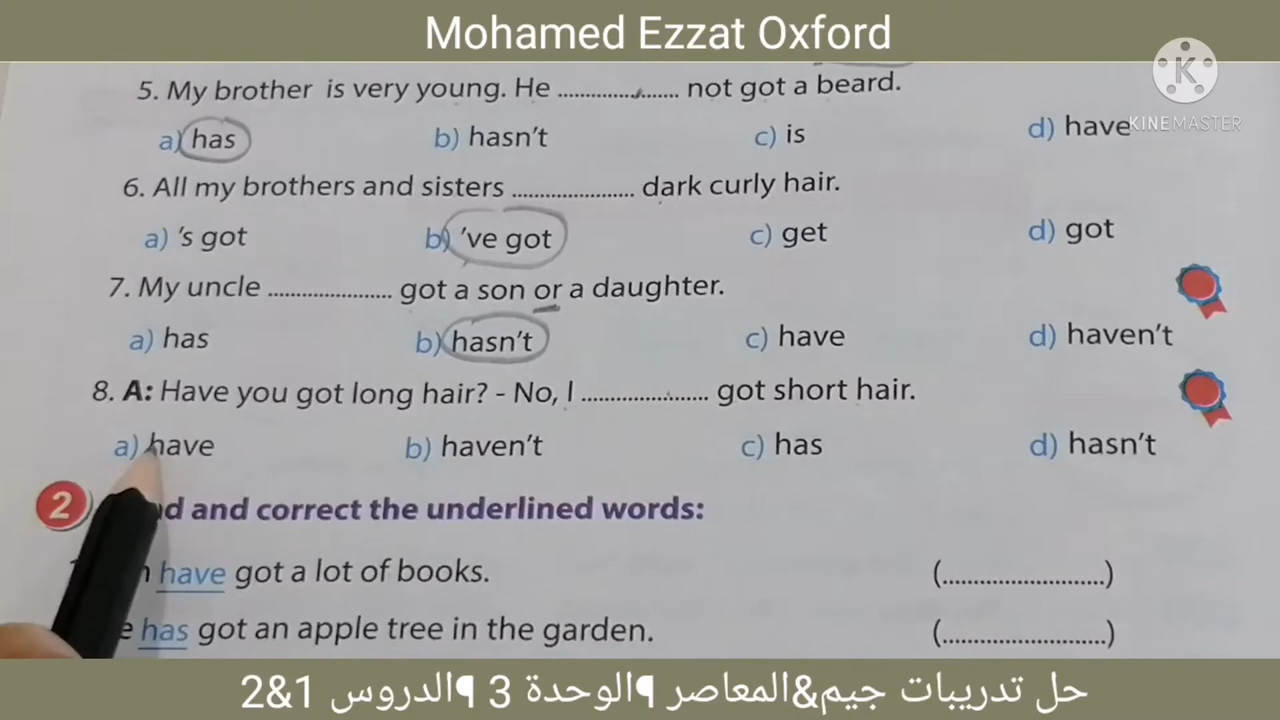 Mohamed Ezzat Oxford
K
KINEMASTER
5. My brother is very young. He .................... not got a beard.
a) has b) hasn't c) is d) have
6. All my brothers and sisters .................... dark curly hair.
a) 's got b) 've got c) get d) got
7. My uncle .................... got a son or a daughter.
a) has b) hasn't c) have d) haven't
8. A: Have you got long hair? - No, I .................... got short hair.
a) have b) haven't c) has d) hasn't
2 and correct the underlined words:
have got a lot of books. (.........................)
has got an apple tree in the garden. (.........................)
حل تدريبات جيم&المعاصر ¶الوحدة 3 ¶الدروس 1&2